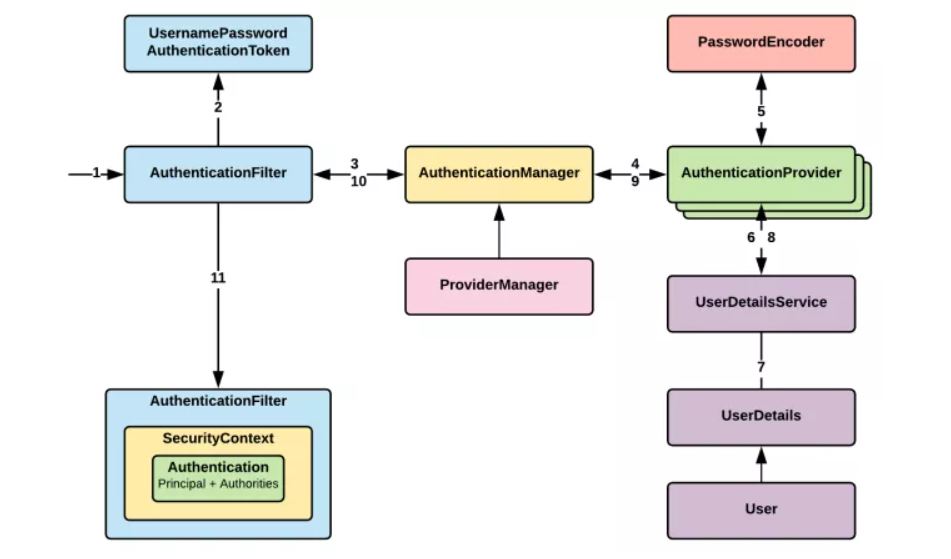 UsernamePassword
AuthenticationToken
PasswordEncoder
2
5
1
AuthenticationFilter
3
10
AuthenticationManager
4
9
AuthenticationProvider
6 8
11
ProviderManager
UserDetailsService
7
AuthenticationFilter
SecurityContext
Authentication
Principal + Authorities
UserDetails
User